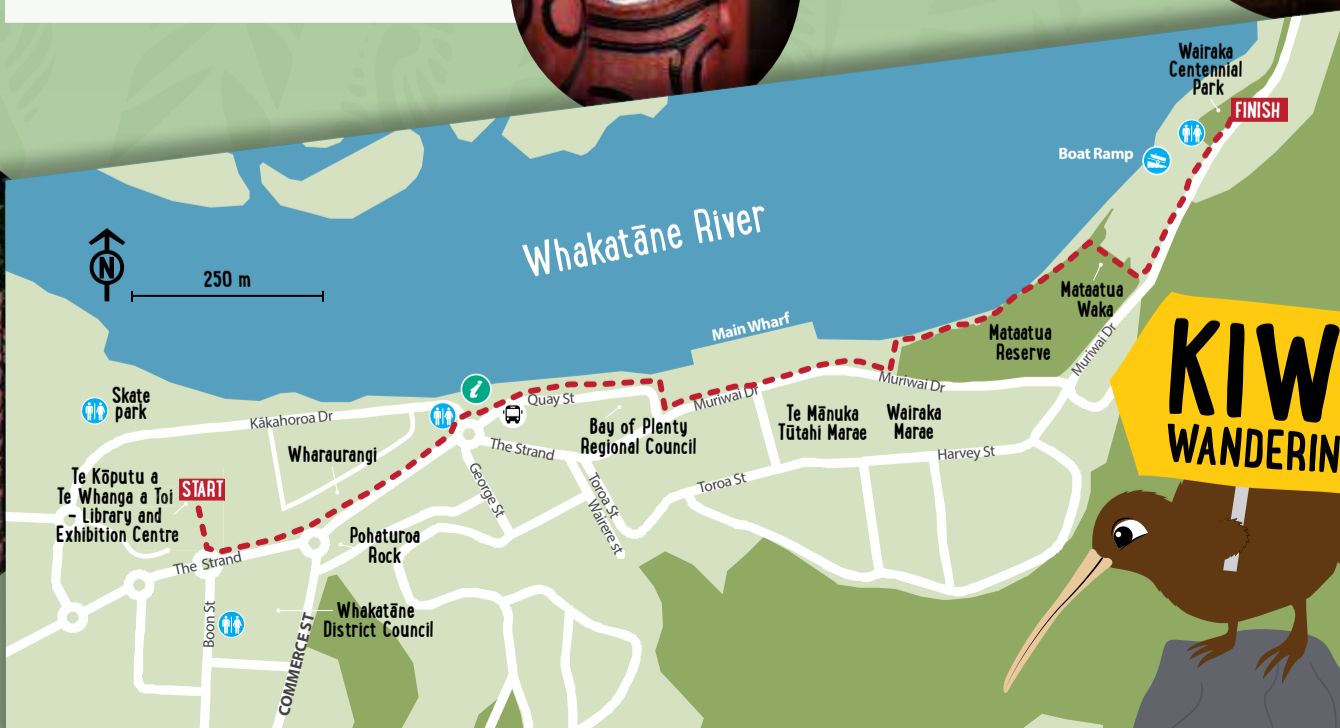 Wairaka
Centennial
Park
FINISH
Boat Ramp
Whakatāne River
N
250 m
Main Wharf
Mataatua
Waka
Mataatua
Reserve
Muriwai Dr
KIW
WANDERIN
Skate
park
Kākahoroa Dr
i
Quay St
Muriwai Dr
Muriwai Dr
Bay of Plenty
Regional Council
Te Mānuka
Tūtahi Marae
Wairaka
Marae
Harvey St
Wharaurangi
The Strand
Te Kōputu a
Te Whanga a Toi
– Library and
Exhibition Centre
START
George St
Toroa St
Wairere st
Toroa St
Pohaturoa
Rock
The Strand
Whakatāne
District Council
Boon St
COMMERCE ST